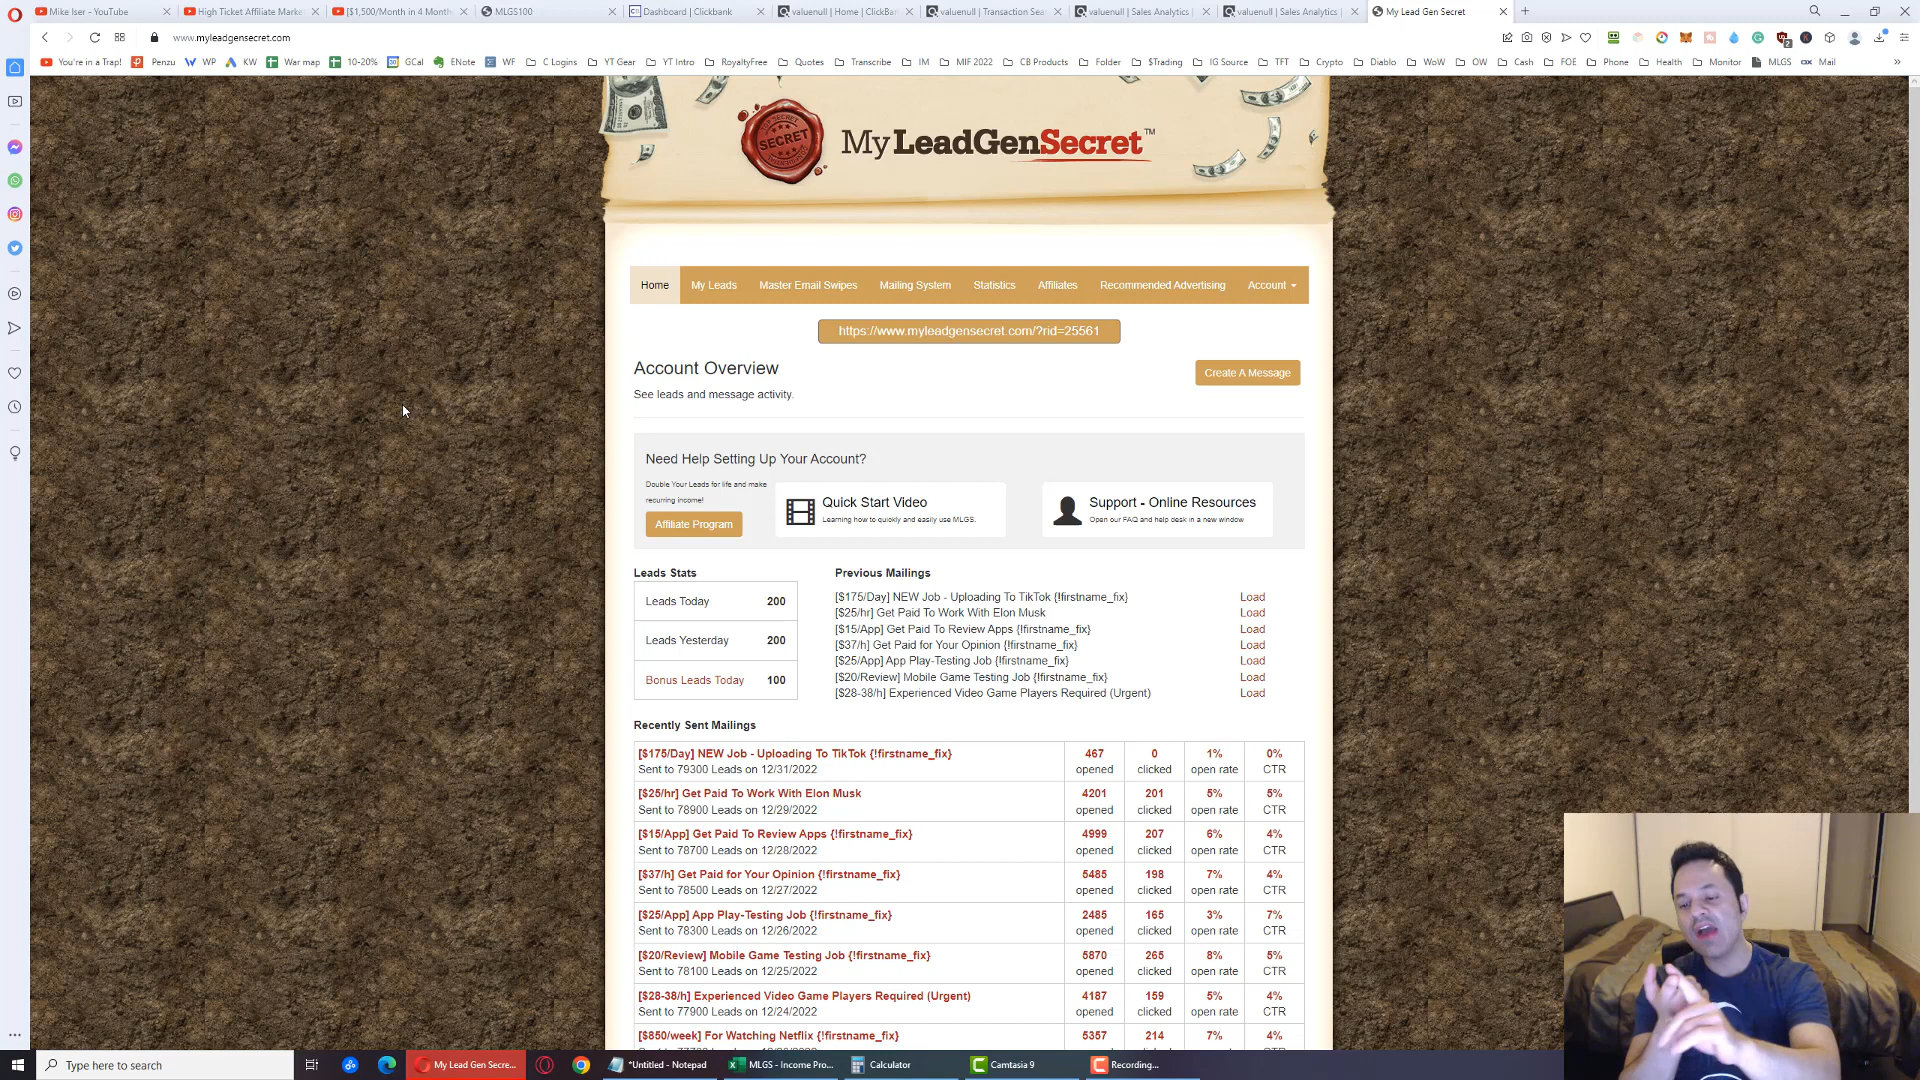 Mike Iser - YouTube
High Ticket Affiliate Market
[$1,500/Month in 4 Month
MLGS100
Dashboard | Clickbank
valuenull | Home | ClickBan
valuenull | Transaction Sea
valuenull | Sales Analytics |
valuenull | Sales Analytics |
My Lead Gen Secret
www.myleadgensecret.com
You're in a Trap!
Penzu
WP
KW
War map
10-20%
GCal
ENote
WF
C Logins
YT Gear
YT Intro
RoyaltyFree
Quotes
Transcribe
IM
MIF 2022
CB Products
Folder
$Trading
IG Source
TFT
Crypto
Diablo
WoW
OW
Cash
FOE
Phone
Health
Monitor
MLGS
Mail
SECRET
My LeadGenSecret™
Home
My Leads
Master Email Swipes
Mailing System
Statistics
Affiliates
Recommended Advertising
Account
https://www.myleadgensecret.com/?rid=25561
Account Overview
Create A Message
See leads and message activity.
Need Help Setting Up Your Account?
Double Your Leads for life and make
recurring income!
Affiliate Program
Quick Start Video
Learning how to quickly and easily use MLGS.
Support - Online Resources
Open our FAQ and help desk in a new window
Leads Stats
Leads Today 200
Leads Yesterday 200
Bonus Leads Today 100
Previous Mailings
[$175/Day] NEW Job - Uploading To TikTok {!firstname_fix} Load
[$25/hr] Get Paid To Work With Elon Musk Load
[$15/App] Get Paid To Review Apps {!firstname_fix} Load
[$37/h] Get Paid for Your Opinion {!firstname_fix} Load
[$25/App] App Play-Testing Job {!firstname_fix} Load
[$20/Review] Mobile Game Testing Job {!firstname_fix} Load
[$28-38/h] Experienced Video Game Players Required (Urgent) Load
Recently Sent Mailings
[$175/Day] NEW Job - Uploading To TikTok {!firstname_fix} 467 0 1% 0%
Sent to 79300 Leads on 12/31/2022 opened clicked open rate CTR
[$25/hr] Get Paid To Work With Elon Musk 4201 201 5% 5%
Sent to 78900 Leads on 12/29/2022 opened clicked open rate CTR
[$15/App] Get Paid To Review Apps {!firstname_fix} 4999 207 6% 4%
Sent to 78700 Leads on 12/28/2022 opened clicked open rate CTR
[$37/h] Get Paid for Your Opinion {!firstname_fix} 5485 198 7% 4%
Sent to 78500 Leads on 12/27/2022 opened clicked open rate CTR
[$25/App] App Play-Testing Job {!firstname_fix} 2485 165 3% 7%
Sent to 78300 Leads on 12/26/2022 opened clicked open rate CTR
[$20/Review] Mobile Game Testing Job {!firstname_fix} 5870 265 8% 5%
Sent to 78100 Leads on 12/25/2022 opened clicked open rate CTR
[$28-38/h] Experienced Video Game Players Required (Urgent) 4187 159 5% 4%
Sent to 77900 Leads on 12/24/2022 opened clicked open rate CTR
[$850/week] For Watching Netflix {!firstname_fix} 5357 214 7% 4%
Type here to search
My Lead Gen Secre...
*Untitled - Notepad
MLGS - Income Pro...
Calculator
Camtasia 9
Recording...